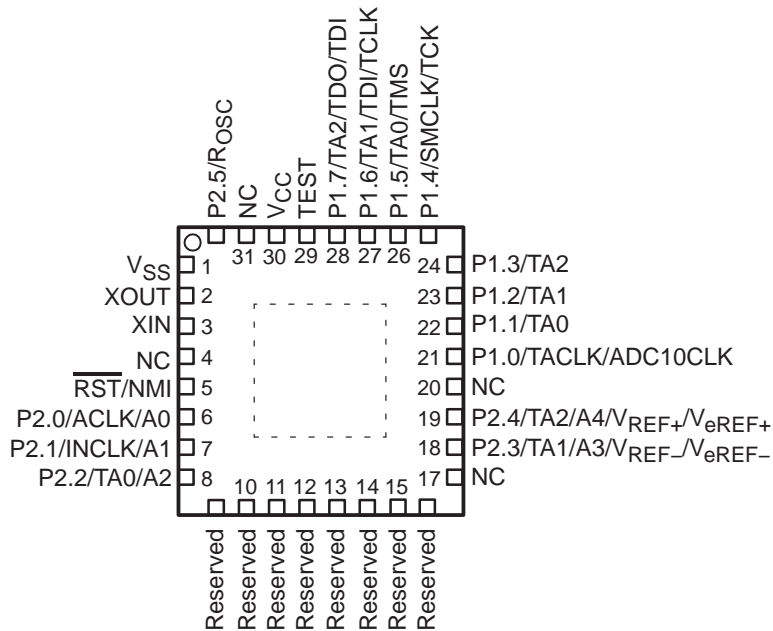 P2.5/ROSC
NC
VCC
TEST
P1.7/TA2/TDO/TDI
P1.6/TA1/TDI/TCLK
P1.5/TA0/TMS
P1.4/SMCLK/TCK
31 30 29 28 27 26
VSS 1
XOUT 2
XIN 3
NC 4
RST/NMI 5
P2.0/ACLK/A0 6
P2.1/INCLK/A1 7
P2.2/TA0/A2 8
24 P1.3/TA2
23 P1.2/TA1
22 P1.1/TA0
21 P1.0/TACLK/ADC10CLK
20 NC
19 P2.4/TA2/A4/VREF+/VeREF+
18 P2.3/TA1/A3/VREF−/VeREF−
17 NC
10 11 12 13 14 15
Reserved
Reserved
Reserved
Reserved
Reserved
Reserved
Reserved
Reserved